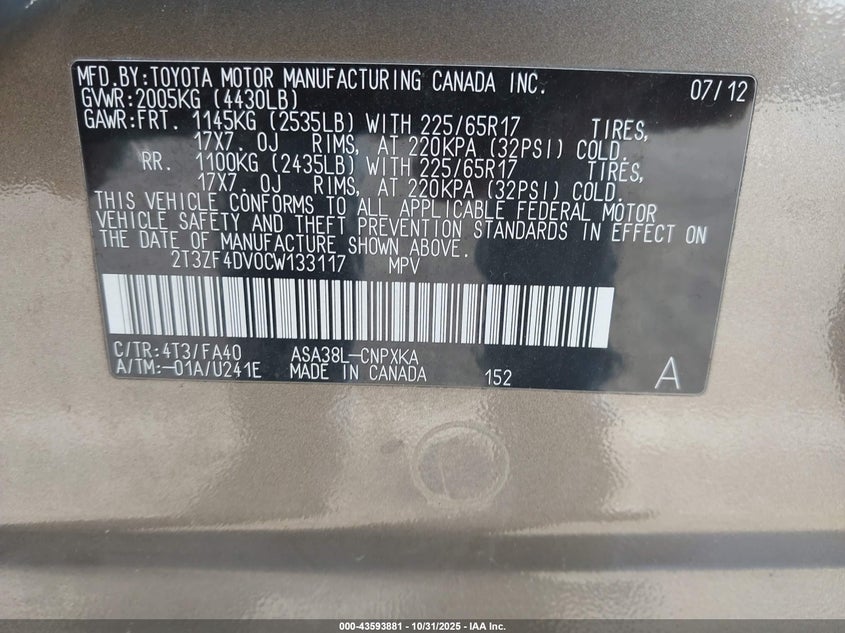 MFD.BY:TOYOTA MOTOR MANUFACTURING CANADA INC. 07/12
GVWR:2005KG (4430LB)
GAWR:FRT. 1145KG (2535LB) WITH 225/65R17 TIRES,
17X7.0J RIMS, AT 220KPA (32PSI) COLD.
RR. 1100KG (2435LB) WITH 225/65R17 TIRES,
17X7.0J RIMS, AT 220KPA (32PSI) COLD.
THIS VEHICLE CONFORMS TO ALL APPLICABLE FEDERAL MOTOR
VEHICLE SAFETY AND THEFT PREVENTION STANDARDS IN EFFECT ON
THE DATE OF MANUFACTURE SHOWN ABOVE.
2T3ZF4DV0CW133117 MPV
C/TR:4T3/FA40 ASA38L-CNPXKA
A/TM:-01A/U241E MADE IN CANADA 152 A
000-43593881 - 10/31/2025 - IAA Inc.